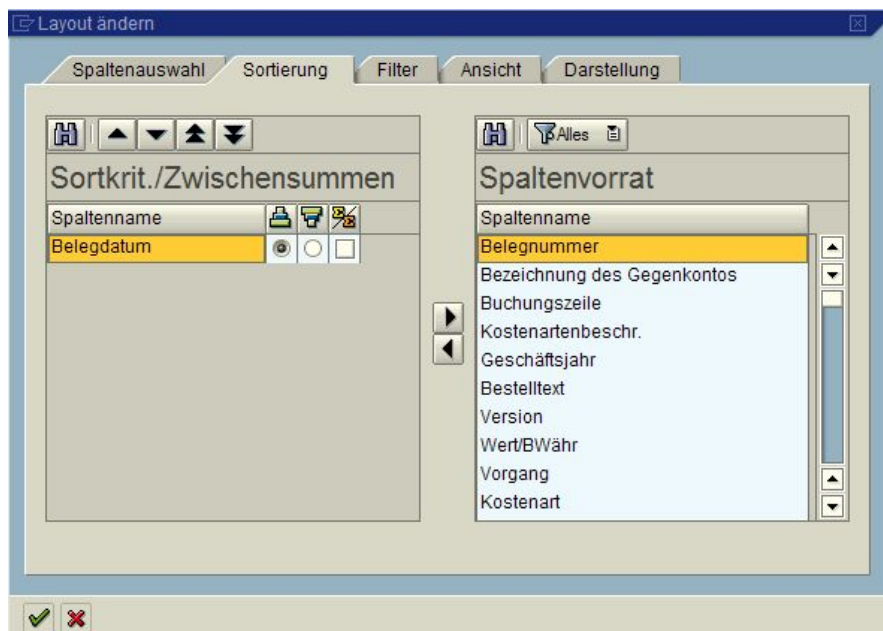 Layout ändern
Spaltenauswahl Sortierung Filter Ansicht Darstellung
Alles
Sortkrit./Zwischensummen
Spaltenname
Belegdatum
Spaltenvorrat
Spaltenname
Belegnummer
Bezeichnung des Gegenkontos
Buchungszeile
Kostenartenbeschr.
Geschäftsjahr
Bestelltext
Version
Wert/BWähr
Vorgang
Kostenart